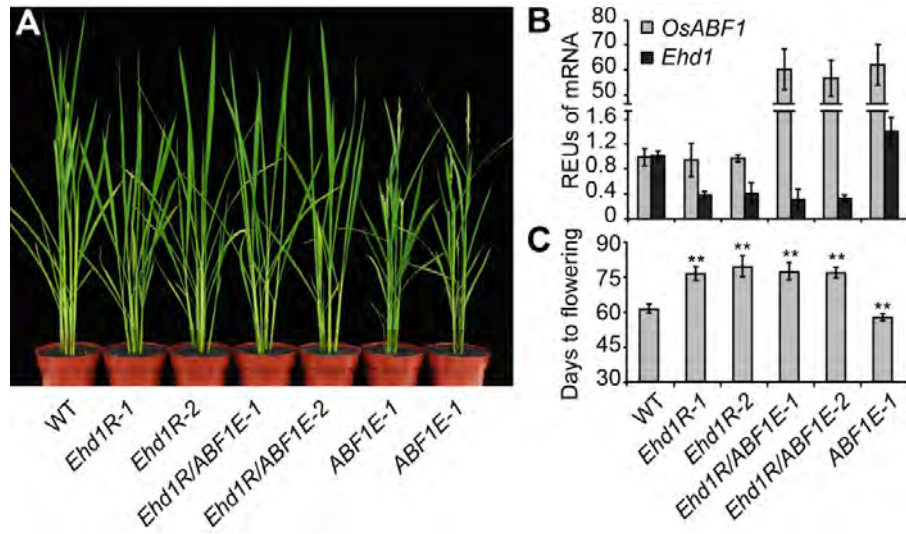 A
WT
Ehd1R-1
Ehd1R-2
Ehd1R/ABF1E-1
Ehd1R/ABF1E-2
ABF1E-1
ABF1E-1
B
OsABF1
Ehd1
REUs of mRNA
80
70
60
50
1.6
1.2
0.8
0.4
0
C
Days to flowering
90
75
60
45
30
**
**
**
**
**
WT
Ehd1R-1
Ehd1R-2
Ehd1R/ABF1E-1
Ehd1R/ABF1E-2
ABF1E-1